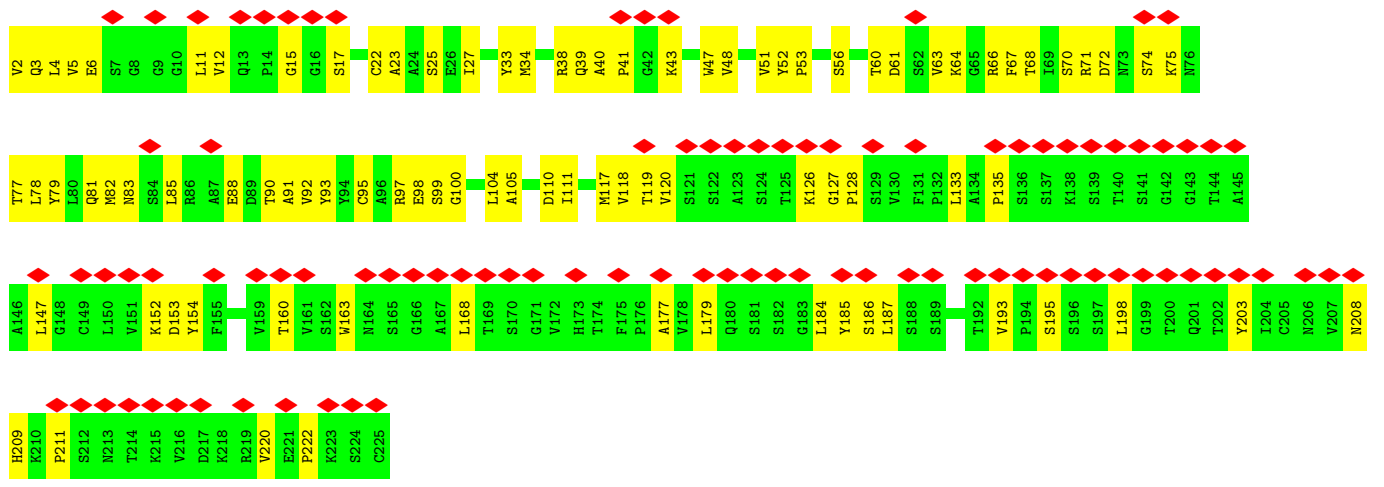 V2 Q3 L4 V5 E6 S7 G8 G9 G10 L11 V12 Q13 P14 G15 G16 S17 C22 A23 A24 S25 E26 I27 Y33 M34 R38 Q39 A40 P41 G42 K43 W47 V48 V51 Y52 P53 S56 T60 D61 S62 V63 K64 G65 R66 F67 T68 I69 S70 R71 D72 N73 S74 K75 N76
T77 L78 Y79 L80 Q81 M82 N83 S84 L85 R86 A87 E88 D89 T90 A91 V92 Y93 Y94 C95 A96 R97 E98 S99 G100 L104 A105 D110 I111 M117 V118 T119 V120 S121 S122 A123 S124 T125 K126 G127 P128 S129 V130 F131 P132 L133 A134 P135 S136 S137 K138 S139 T140 S141 G142 G143 T144 A145
A146 L147 G148 C149 L150 V151 K152 D153 Y154 F155 V159 T160 V161 S162 W163 N164 S165 G166 A167 L168 T169 S170 G171 V172 H173 T174 F175 P176 A177 V178 L179 Q180 S181 S182 G183 L184 Y185 S186 L187 S188 S189 T192 V193 P194 S195 S196 S197 L198 G199 T200 Q201 T202 Y203 I204 C205 N206 V207 N208
H209 K210 P211 S212 N213 T214 K215 V216 D217 K218 R219 V220 E221 P222 K223 S224 C225